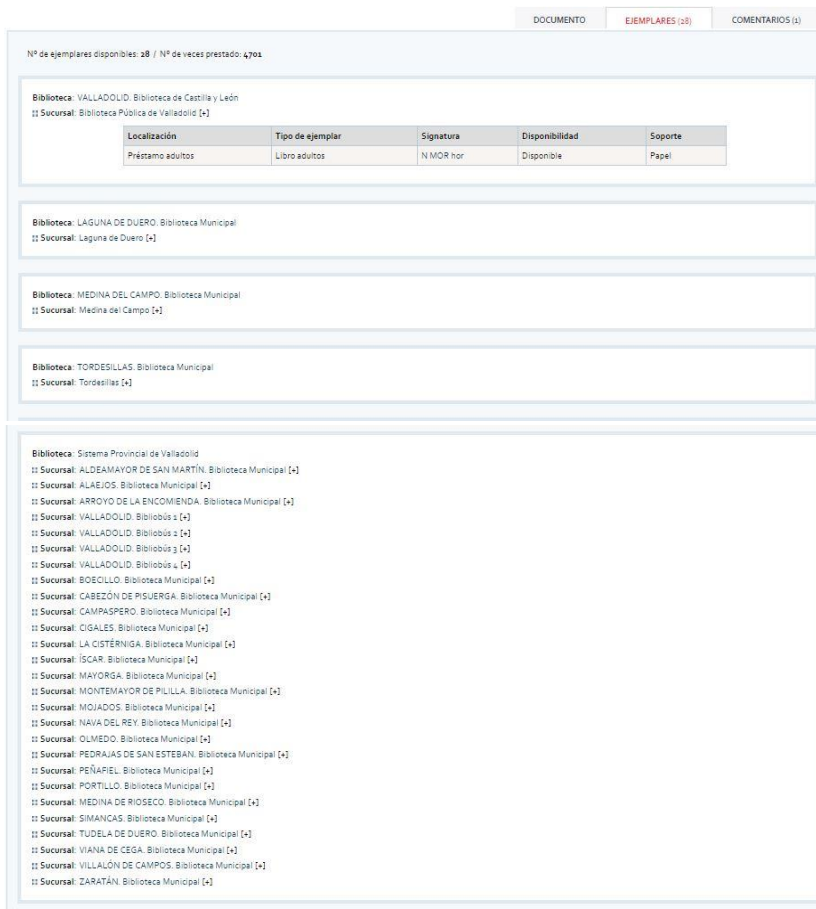 DOCUMENTO EJEMPLARES (28) COMENTARIOS (1)
Nº de ejemplares disponibles: 28 / Nº de veces prestado: 4701
Biblioteca: VALLADOLID. Biblioteca de Castilla y León
Sucursal: Biblioteca Pública de Valladolid [+]
Localización Tipo de ejemplar Signatura Disponibilidad Soporte
Préstamo adultos Libro adultos N MOR hor Disponible Papel
Biblioteca: LAGUNA DE DUERO. Biblioteca Municipal
Sucursal: Laguna de Duero [+]
Biblioteca: MEDINA DEL CAMPO. Biblioteca Municipal
Sucursal: Medina del Campo [+]
Biblioteca: TORDESILLAS. Biblioteca Municipal
Sucursal: Tordesillas [+]
Biblioteca: Sistema Provincial de Valladolid
Sucursal: ALDEAMAYOR DE SAN MARTÍN. Biblioteca Municipal [+]
Sucursal: ALAEJOS. Biblioteca Municipal [+]
Sucursal: ARROYO DE LA ENCOMIENDA. Biblioteca Municipal [+]
Sucursal: VALLADOLID. Bibliobús 1 [+]
Sucursal: VALLADOLID. Bibliobús 2 [+]
Sucursal: VALLADOLID. Bibliobús 3 [+]
Sucursal: VALLADOLID. Bibliobús 4 [+]
Sucursal: BOECILLO. Biblioteca Municipal [+]
Sucursal: CABEZÓN DE PISUERGA. Biblioteca Municipal [+]
Sucursal: CAMPASPERO. Biblioteca Municipal [+]
Sucursal: CIGALES. Biblioteca Municipal [+]
Sucursal: LA CISTÉRNIGA. Biblioteca Municipal [+]
Sucursal: ÍSCAR. Biblioteca Municipal [+]
Sucursal: MAYORGA. Biblioteca Municipal [+]
Sucursal: MONTEMAYOR DE PILILLA. Biblioteca Municipal [+]
Sucursal: MOJADOS. Biblioteca Municipal [+]
Sucursal: NAVA DEL REY. Biblioteca Municipal [+]
Sucursal: OLMEDO. Biblioteca Municipal [+]
Sucursal: PEDRAJAS DE SAN ESTEBAN. Biblioteca Municipal [+]
Sucursal: PEÑAFIEL. Biblioteca Municipal [+]
Sucursal: PORTILLO. Biblioteca Municipal [+]
Sucursal: MEDINA DE RIOSECO. Biblioteca Municipal [+]
Sucursal: SIMANCAS. Biblioteca Municipal [+]
Sucursal: TUDELA DE DUERO. Biblioteca Municipal [+]
Sucursal: VIANA DE CEGA. Biblioteca Municipal [+]
Sucursal: VILLALÓN DE CAMPOS. Biblioteca Municipal [+]
Sucursal: ZARATÁN. Biblioteca Municipal [+]